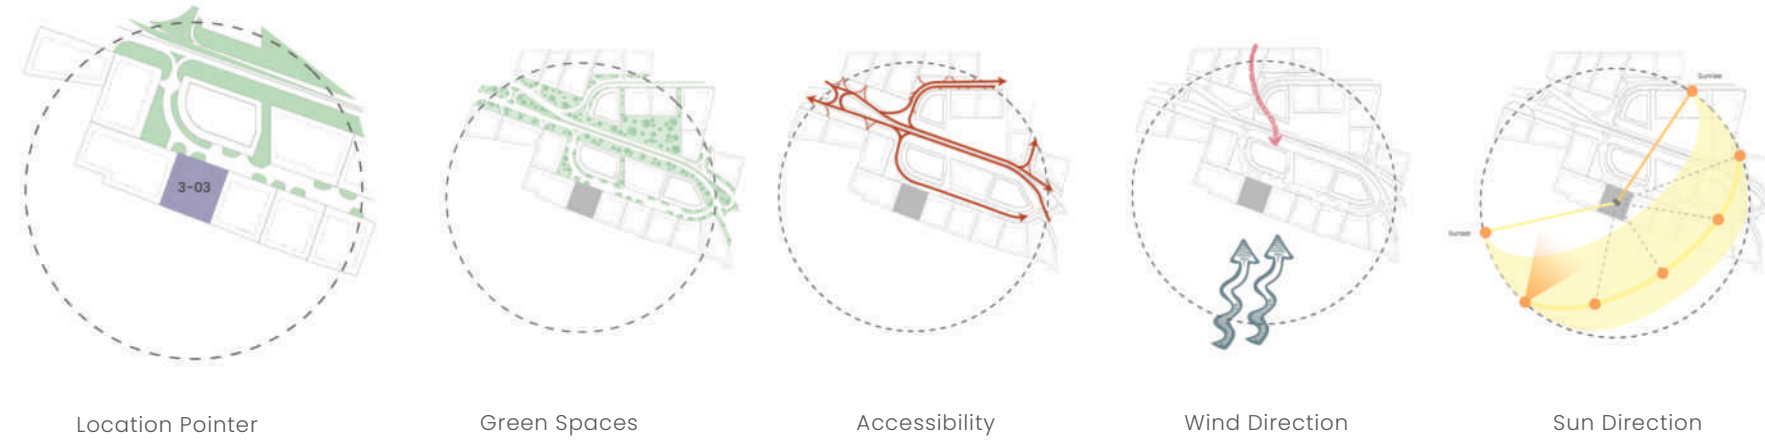 3-03
Sunrise
Sunset
Location Pointer
Green Spaces
Accessibility
Wind Direction
Sun Direction